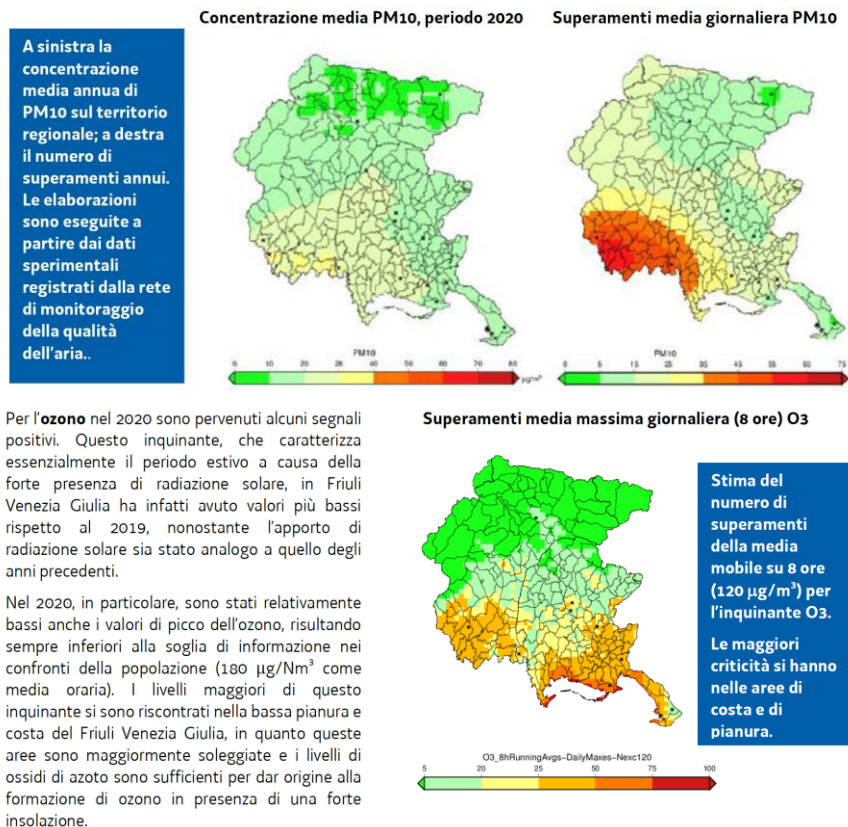 Concentrazione media PM10, periodo 2020
Superamenti media giornaliera PM10
A sinistra la
concentrazione
media annua di
PM10 sul territorio
regionale; a destra
il numero di
superamenti annui.
Le elaborazioni
sono eseguite a
partire dai dati
sperimentali
registrati dalla rete
di monitoraggio
della qualità
dell'aria..
PM10
0 10 20 26 40 60 70 80
µg/m³
PM10
0 5 15 25 35 45 55 65 75
Per l'ozono nel 2020 sono pervenuti alcuni segnali
positivi. Questo inquinante, che caratterizza
essenzialmente il periodo estivo a causa della
forte presenza di radiazione solare, in Friuli
Venezia Giulia ha infatti avuto valori più bassi
rispetto al 2019, nonostante l'apporto di
radiazione solare sia stato analogo a quello degli
anni precedenti.
Nel 2020, in particolare, sono stati relativamente
bassi anche i valori di picco dell'ozono, risultando
sempre inferiori alla soglia di informazione nei
confronti della popolazione (180 µg/Nm³ come
media oraria). I livelli maggiori di questo
inquinante si sono riscontrati nella bassa pianura e
costa del Friuli Venezia Giulia, in quanto queste
aree sono maggiormente soleggiate e i livelli di
ossidi di azoto sono sufficienti per dar origine alla
formazione di ozono in presenza di una forte
insolazione.
Superamenti media massima giornaliera (8 ore) O3
O3_8hRunningAvgs-DailyMaxes-Nexc120
5 20 25 50 75 100
Stima del
numero di
superamenti
della media
mobile su 8 ore
(120 µg/m³) per
l'inquinante O3.
Le maggiori
criticità si hanno
nelle aree di
costa e di
pianura.